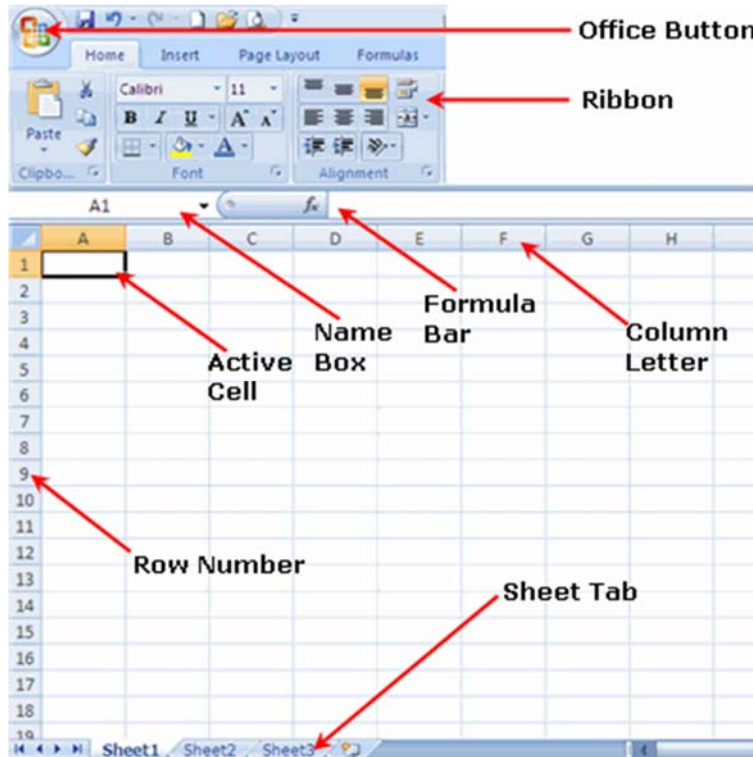 Office Button
Home Insert Page Layout Formulas
Calibri 11
Ribbon
B I U A A
Paste A
Clipbo... Font Alignment
A1 fx
A B C D E F G H
1
2
3
4
5
6
7
8
9
10
11
12
13
14
15
16
17
18
19
Active
Cell
Name
Box
Formula
Bar
Column
Letter
Row Number
Sheet Tab
Sheet1 Sheet2 Sheet3